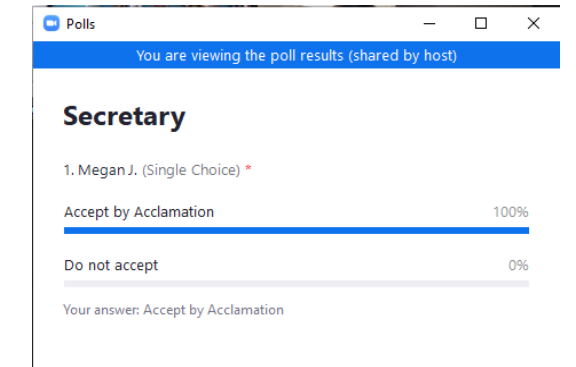 Polls
You are viewing the poll results (shared by host)
Secretary
1. Megan J. (Single Choice) *
Accept by Acclamation 100%
Do not accept 0%
Your answer: Accept by Acclamation